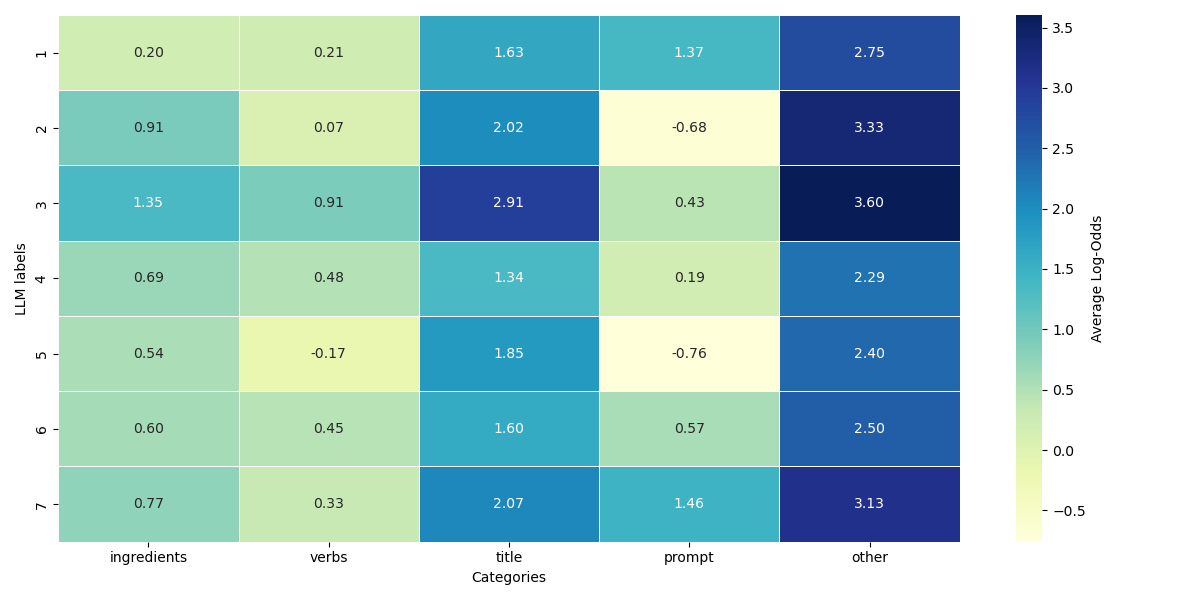 1 0.20 0.21 1.63 1.37 2.75
2 0.91 0.07 2.02 -0.68 3.33
3 1.35 0.91 2.91 0.43 3.60
4 0.69 0.48 1.34 0.19 2.29
5 0.54 -0.17 1.85 -0.76 2.40
6 0.60 0.45 1.60 0.57 2.50
7 0.77 0.33 2.07 1.46 3.13
LLM labels
ingredients verbs title prompt other
Categories
3.5
3.0
2.5
2.0
1.5
1.0
0.5
0.0
−0.5
Average Log-Odds